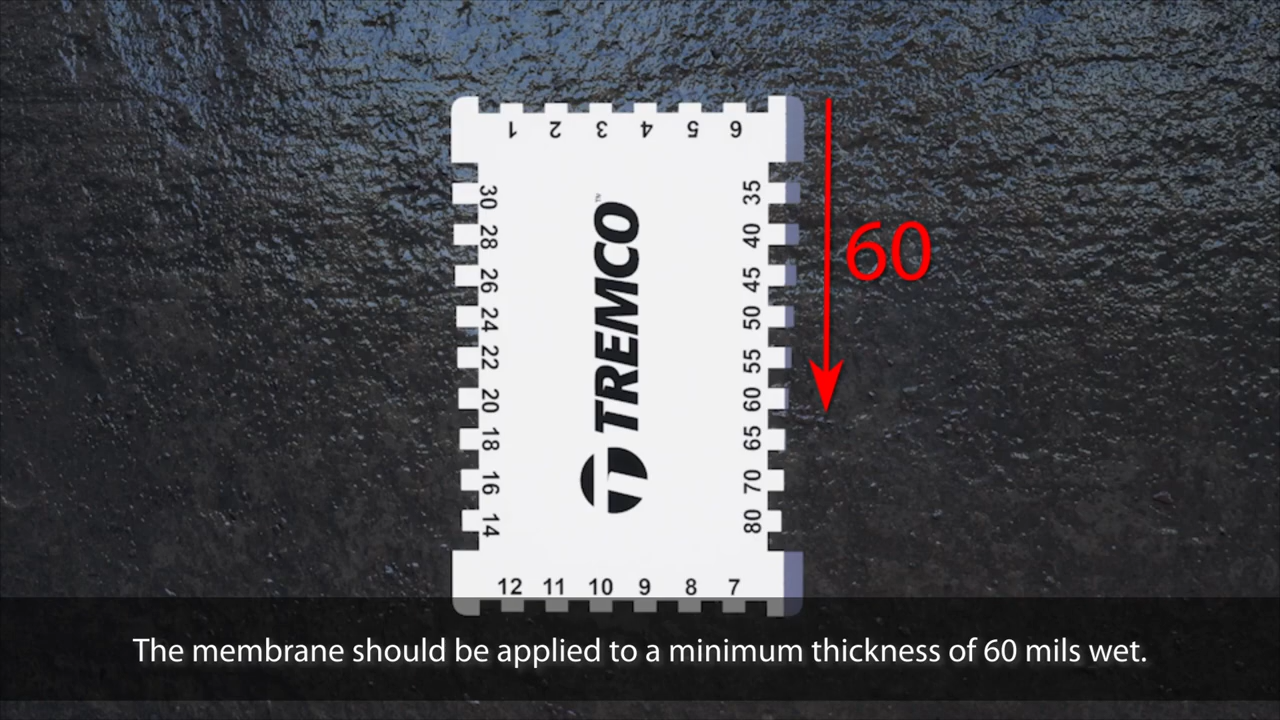 1 2 3 4 5 6
30 28 26 24 22 20 18 16 14
TREMCO™
35 40 45 50 55 60 65 70 80
60
12 11 10 9 8 7
The membrane should be applied to a minimum thickness of 60 mils wet.